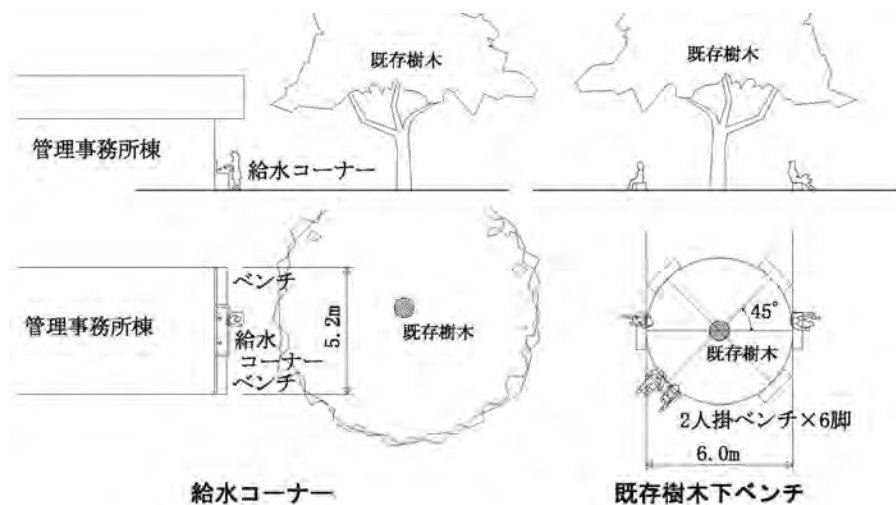 既存樹木
既存樹木
管理事務所棟
給水コーナー
ベンチ
管理事務所棟
給水
コーナー
ベンチ
5.2m
既存樹木
45°
既存樹木
2人掛ベンチ×6脚
6.0m
給水コーナー
既存樹木下ベンチ